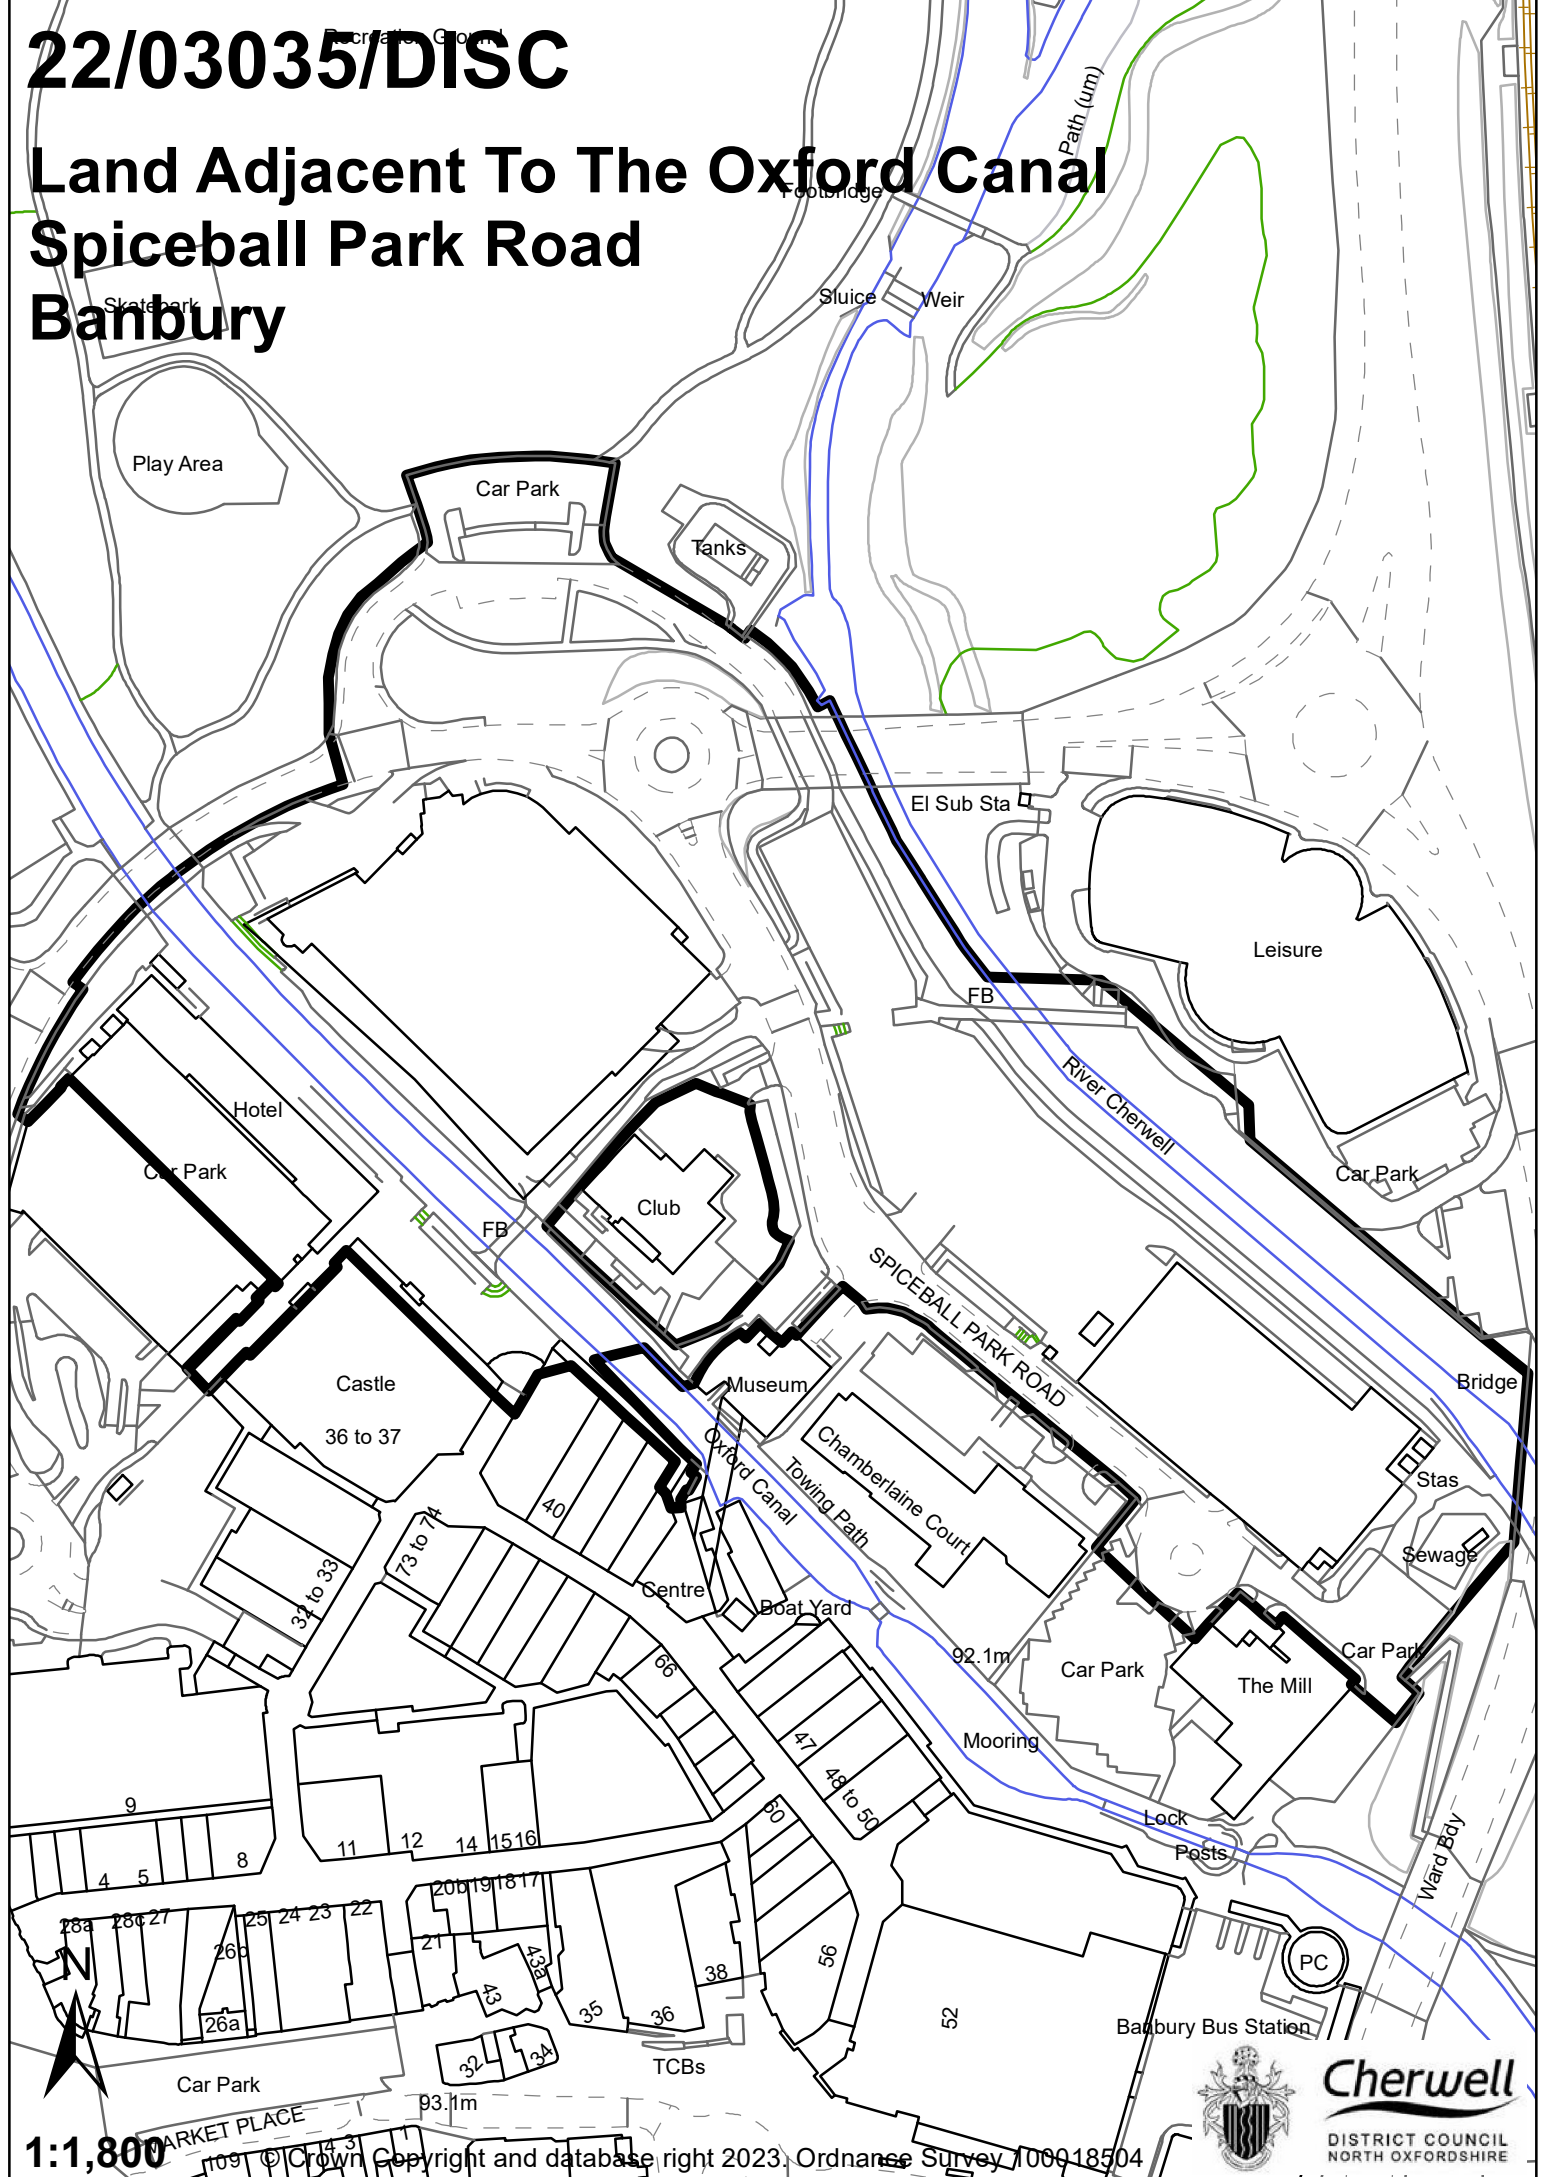 Recreation Ground
22/03035/DISC
Land Adjacent To The Oxford Canal
Spiceball Park Road
Banbury
Path (um)
Footbridge
Skatepark
Sluice
Weir
Play Area
Car Park
Tanks
El Sub Sta
Leisure
FB
River Cherwell
Hotel
Car Park
Car Park
Club
FB
SPICEBALL PARK ROAD
Museum
Castle
36 to 37
Bridge
Oxford Canal
Towing Path
Chamberlaine Court
Stas
Sewage
40
73 to 74
32 to 33
Centre
Boat Yard
66
92.1m
Car Park
Car Park
The Mill
Mooring
47
48 to 50
60
Lock
Posts
Ward Bdy
9
4
5
8
11
12
14
15
16
20b
19
18
17
28a
28c
27
25
24
23
22
26b
21
43a
43
38
56
26a
35
36
52
PC
Banbury Bus Station
N
32
34
TCBs
Car Park
93.1m
MARKET PLACE
4
3
1
109
1:1,800
© Crown Copyright and database right 2023. Ordnance Survey 100018504
Cherwell
DISTRICT COUNCIL
NORTH OXFORDSHIRE